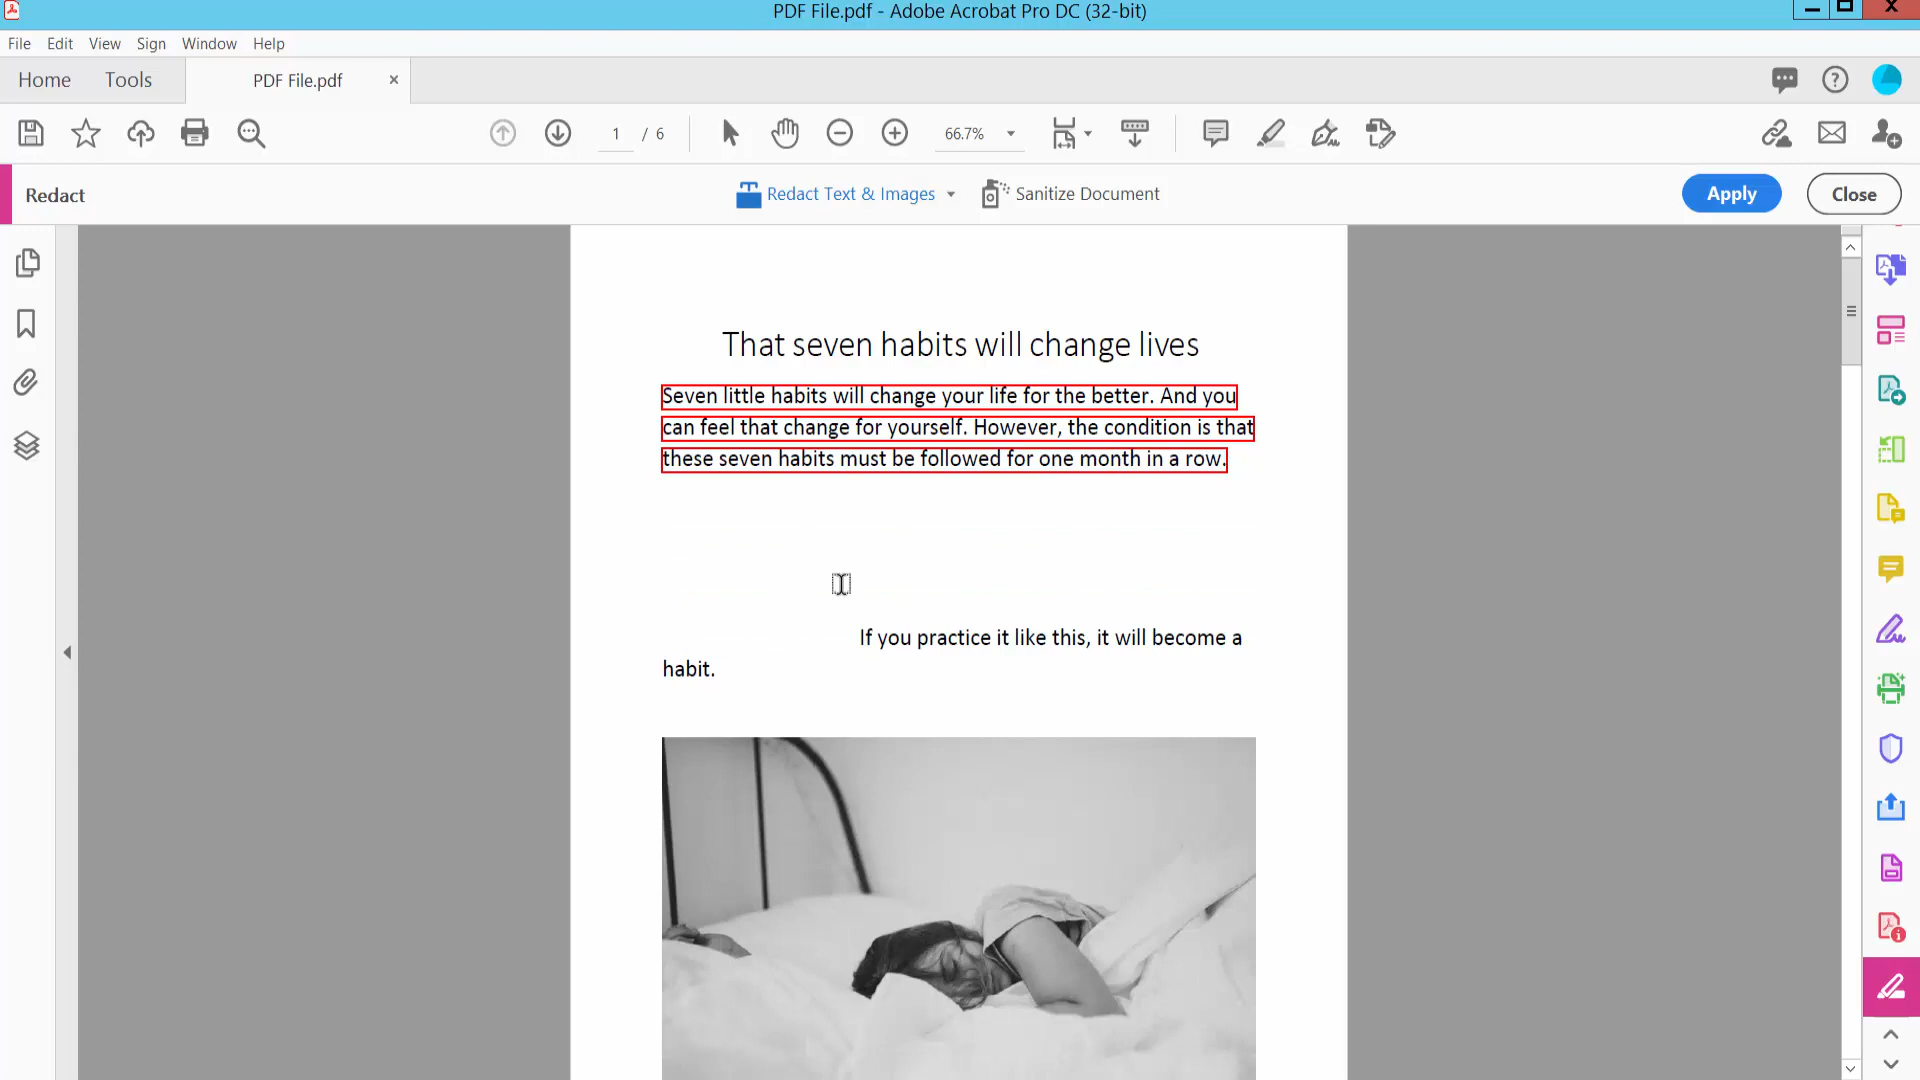 PDF File.pdf - Adobe Acrobat Pro DC (32-bit)
File Edit View Sign Window Help
Home Tools PDF File.pdf
1 / 6 66.7%
Redact Redact Text & Images Sanitize Document Apply Close
That seven habits will change lives
Seven little habits will change your life for the better. And you
can feel that change for yourself. However, the condition is that
these seven habits must be followed for one month in a row.
If you practice it like this, it will become a
habit.